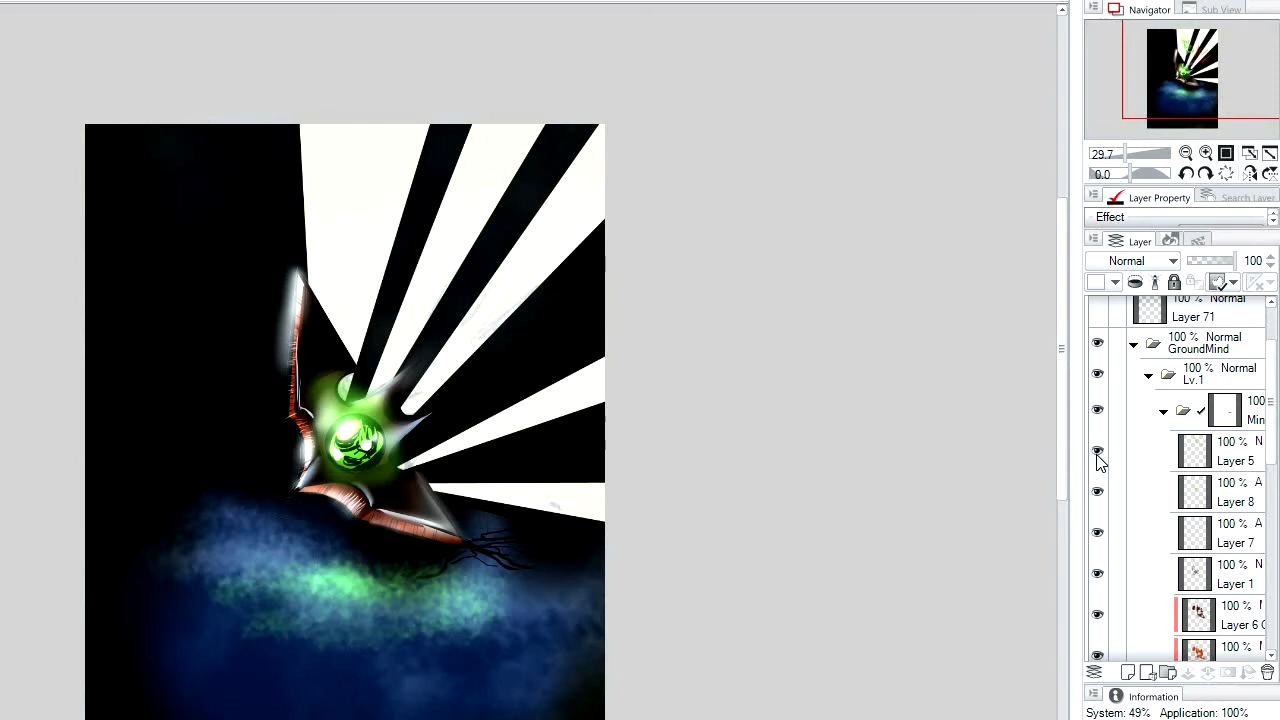 Navigator Sub View
29.7
0.0
Layer Property Search Layer
Effect
Layer
Normal 100
100 % Normal
Layer 71
100 % Normal
GroundMind
100 % Normal
Lv.1
100
Min
100 % N
Layer 5
100 % A
Layer 8
100 % A
Layer 7
100 % N
Layer 1
100 %
Layer 6 C
100 %
Information
System: 49% Application: 100%